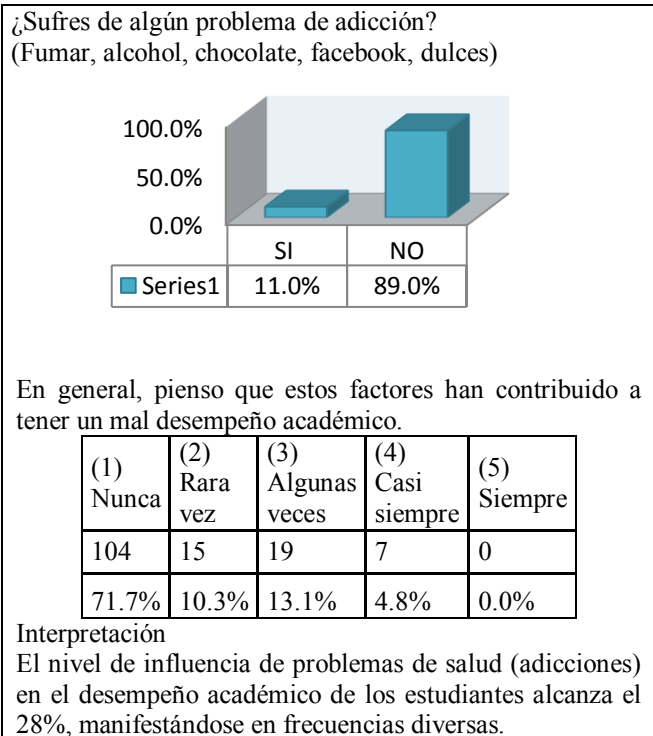 ¿Sufres de algún problema de adicción?
(Fumar, alcohol, chocolate, facebook, dulces)
100.0%
50.0%
0.0%
SI NO
Series1 11.0% 89.0%
En general, pienso que estos factores han contribuido a
tener un mal desempeño académico.
(1) Nunca (2) Rara vez (3) Algunas veces (4) Casi siempre (5) Siempre
104 15 19 7 0
71.7% 10.3% 13.1% 4.8% 0.0%
Interpretación
El nivel de influencia de problemas de salud (adicciones)
en el desempeño académico de los estudiantes alcanza el
28%, manifestándose en frecuencias diversas.